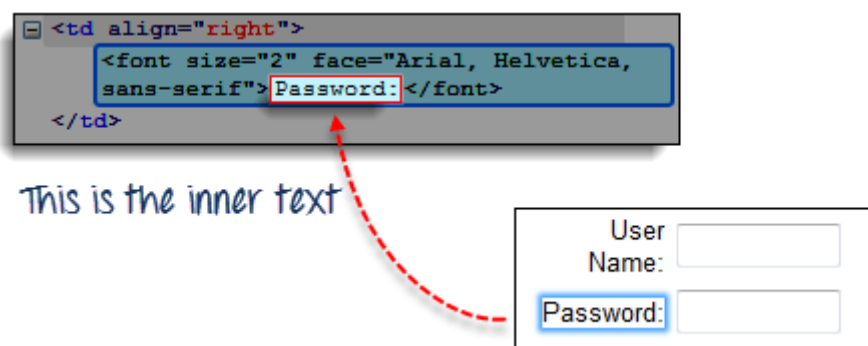 <td align="right">
<font size="2" face="Arial, Helvetica,
sans-serif">Password:</font>
</td>
This is the inner text
User
Name:
Password: